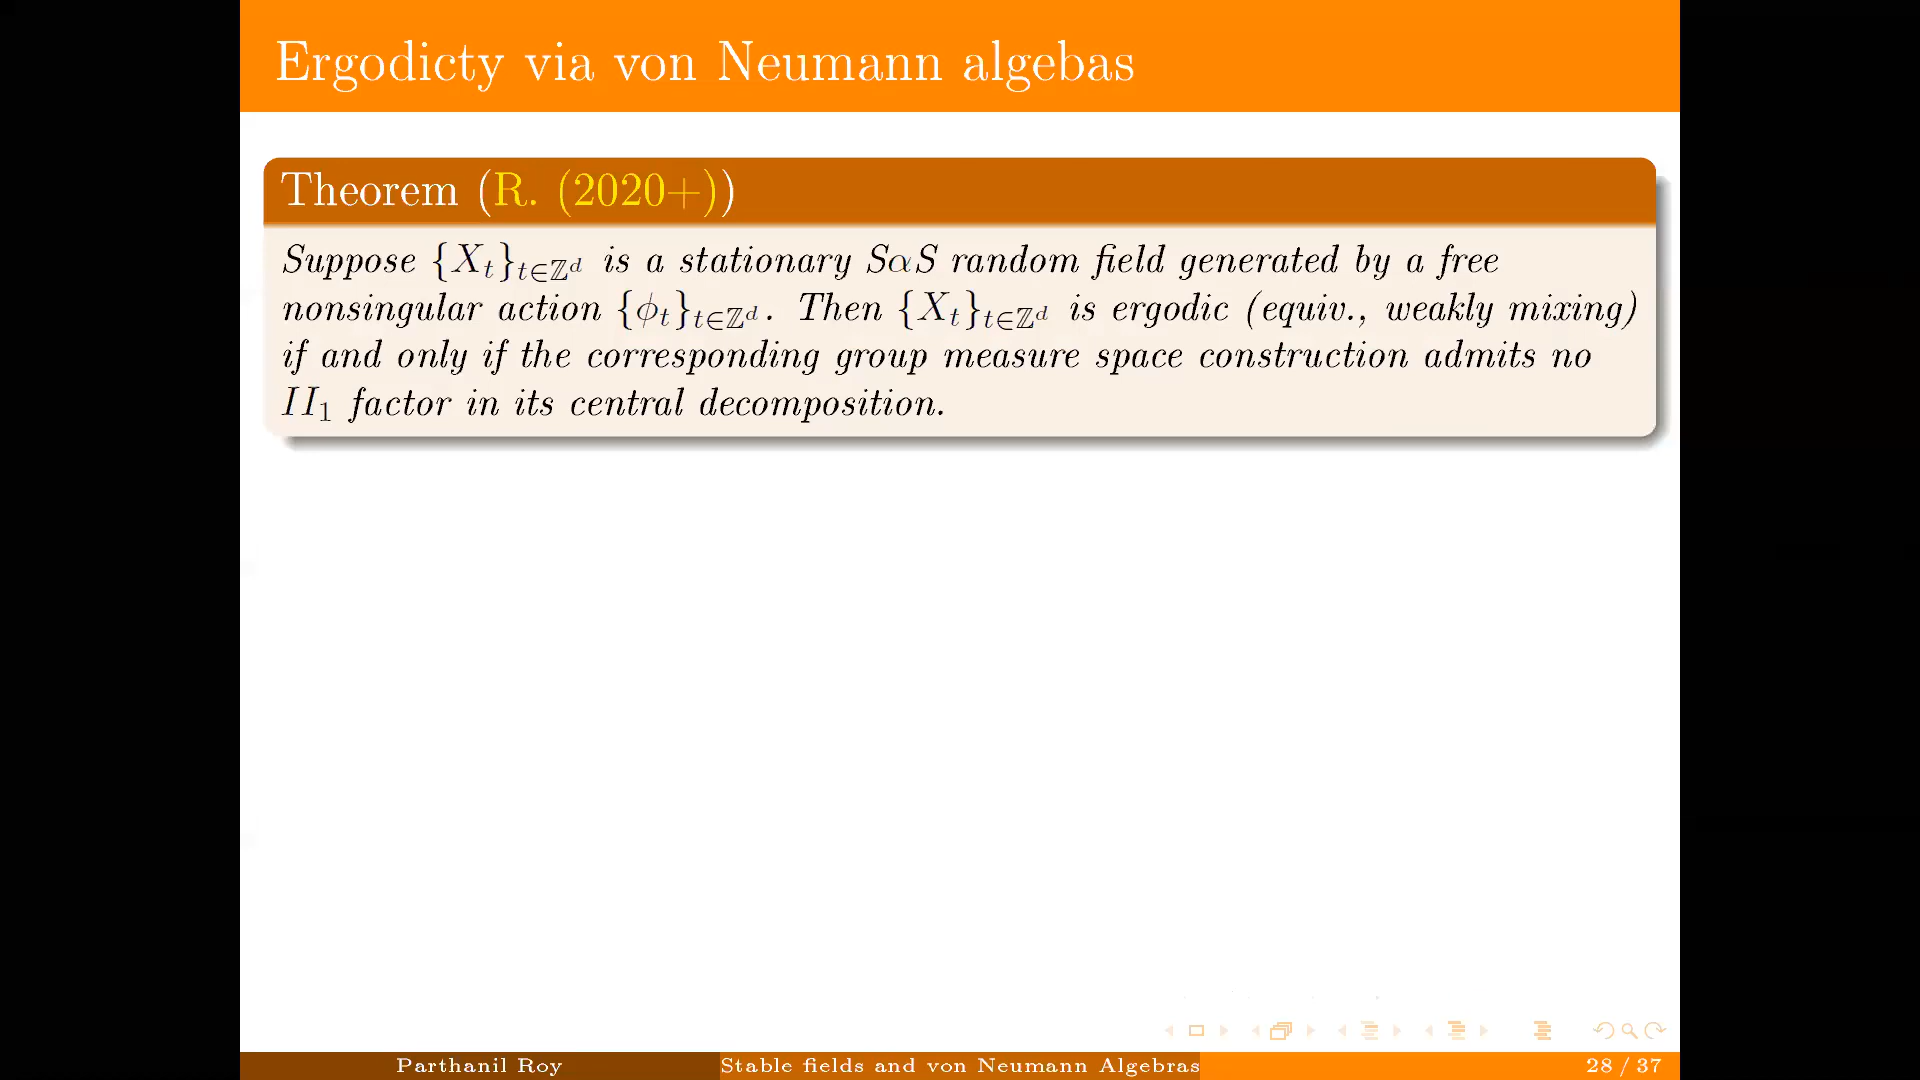 Ergodicty via von Neumann algebas
Theorem (R. (2020+))
Suppose {X_t}_{t∈ℤ^d} is a stationary SαS random field generated by a free
nonsingular action {ϕ_t}_{t∈ℤ^d}. Then {X_t}_{t∈ℤ^d} is ergodic (equiv., weakly mixing)
if and only if the corresponding group measure space construction admits no
II_1 factor in its central decomposition.
Parthanil Roy
Stable fields and von Neumann Algebras
28 / 37